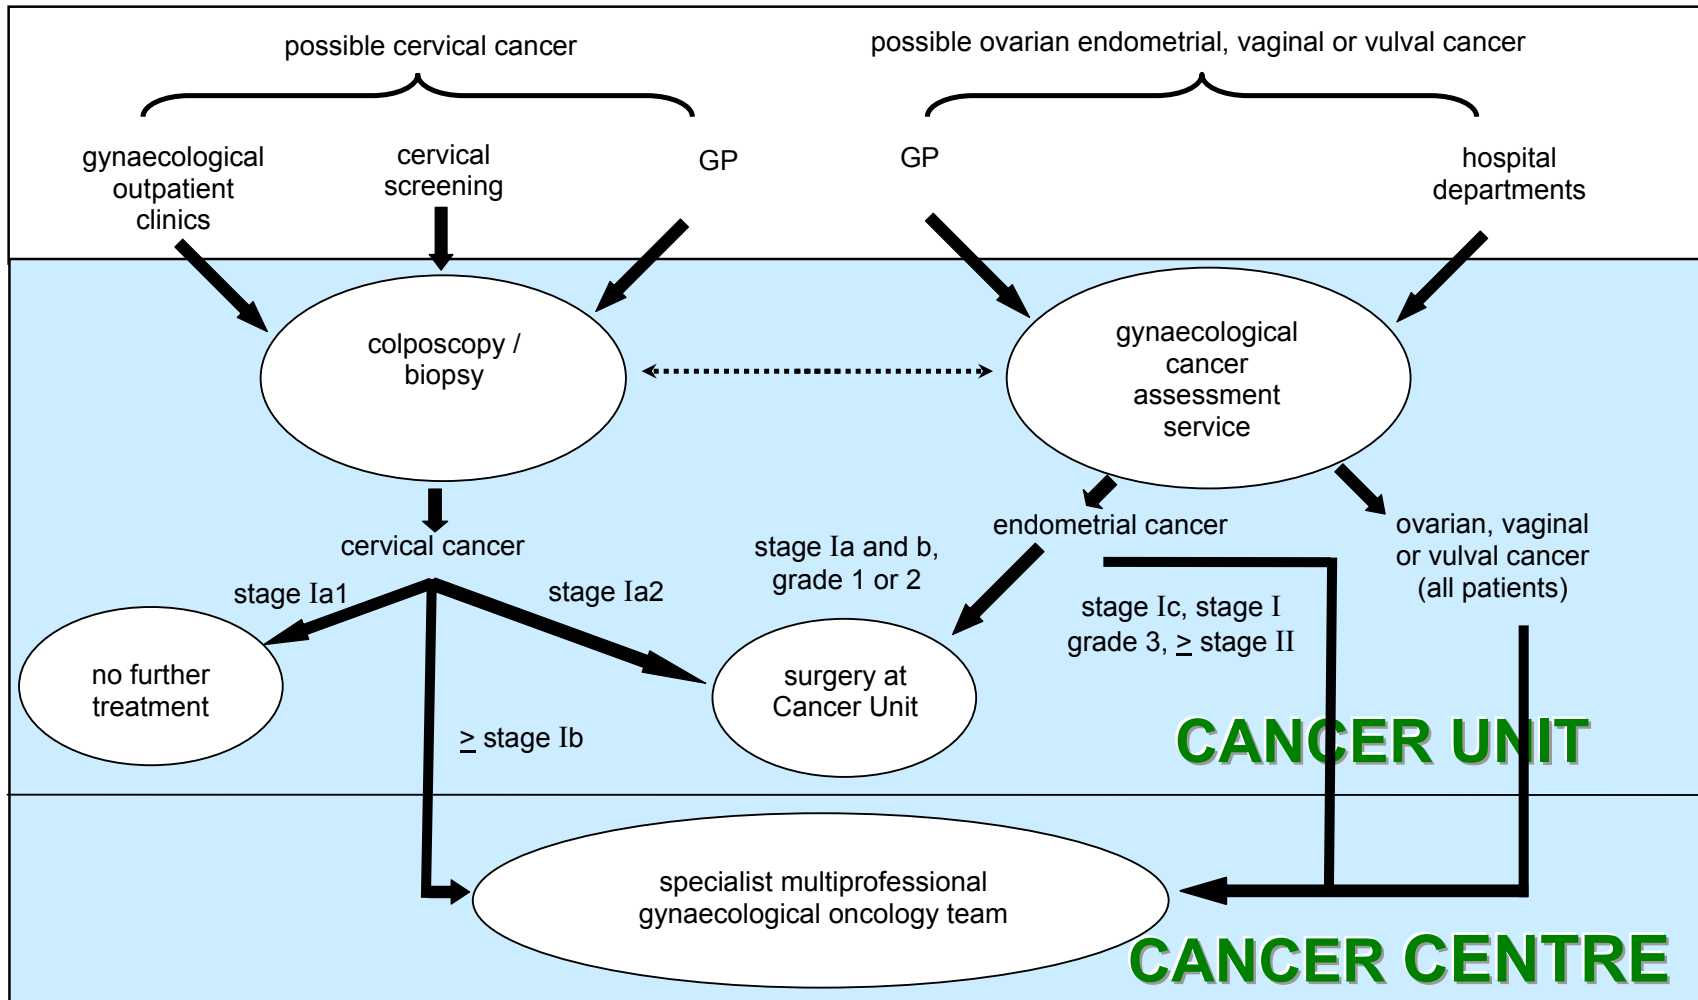 possible cervical cancer
possible ovarian endometrial, vaginal or vulval cancer
gynaecological
outpatient
clinics
cervical
screening
GP
GP
hospital
departments
colposcopy /
biopsy
gynaecological
cancer
assessment
service
cervical cancer
endometrial cancer
ovarian, vaginal
or vulval cancer
(all patients)
stage Ia1
stage Ia2
stage Ia and b,
grade 1 or 2
stage Ic, stage I
grade 3, ≥ stage II
no further
treatment
≥ stage Ib
surgery at
Cancer Unit
CANCER UNIT
specialist multiprofessional
gynaecological oncology team
CANCER CENTRE